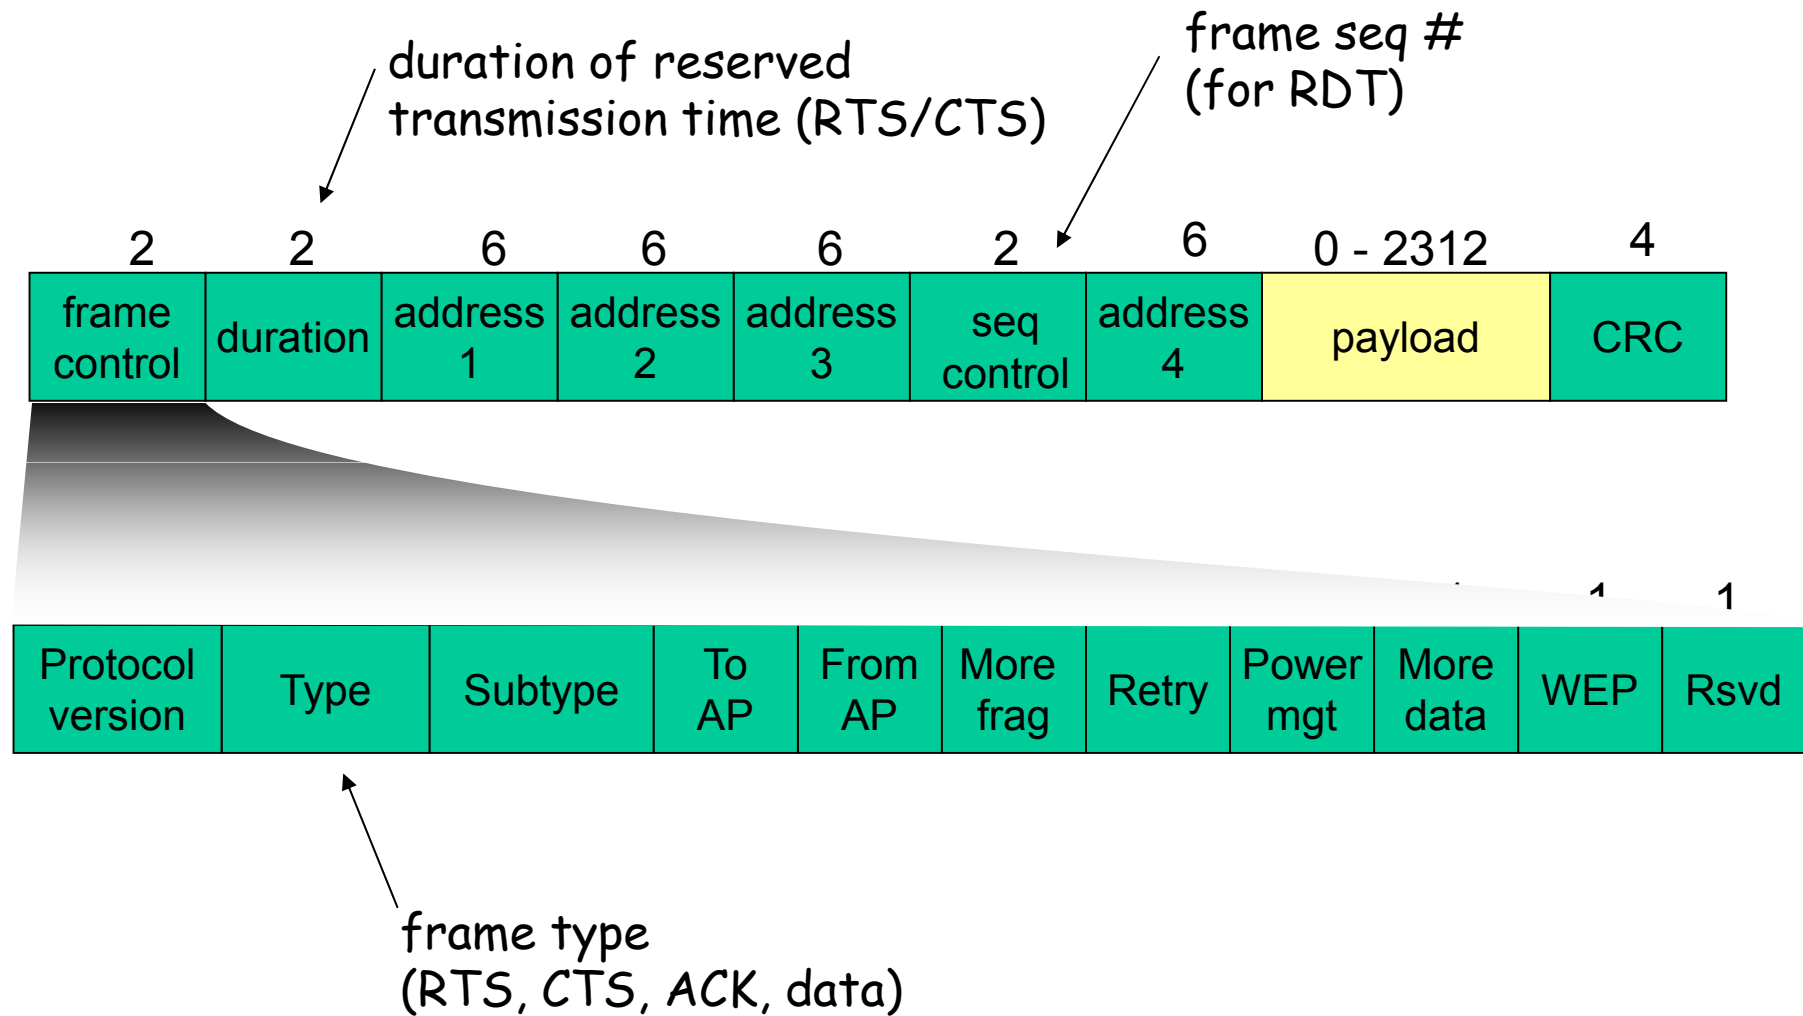 duration of reserved
transmission time (RTS/CTS)
frame seq #
(for RDT)
2 2 6 6 6 2 6 0 - 2312 4
frame
control
duration
address
1
address
2
address
3
seq
control
address
4
payload
CRC
1 1
Protocol
version
Type
Subtype
To
AP
From
AP
More
frag
Retry
Power
mgt
More
data
WEP
Rsvd
frame type
(RTS, CTS, ACK, data)